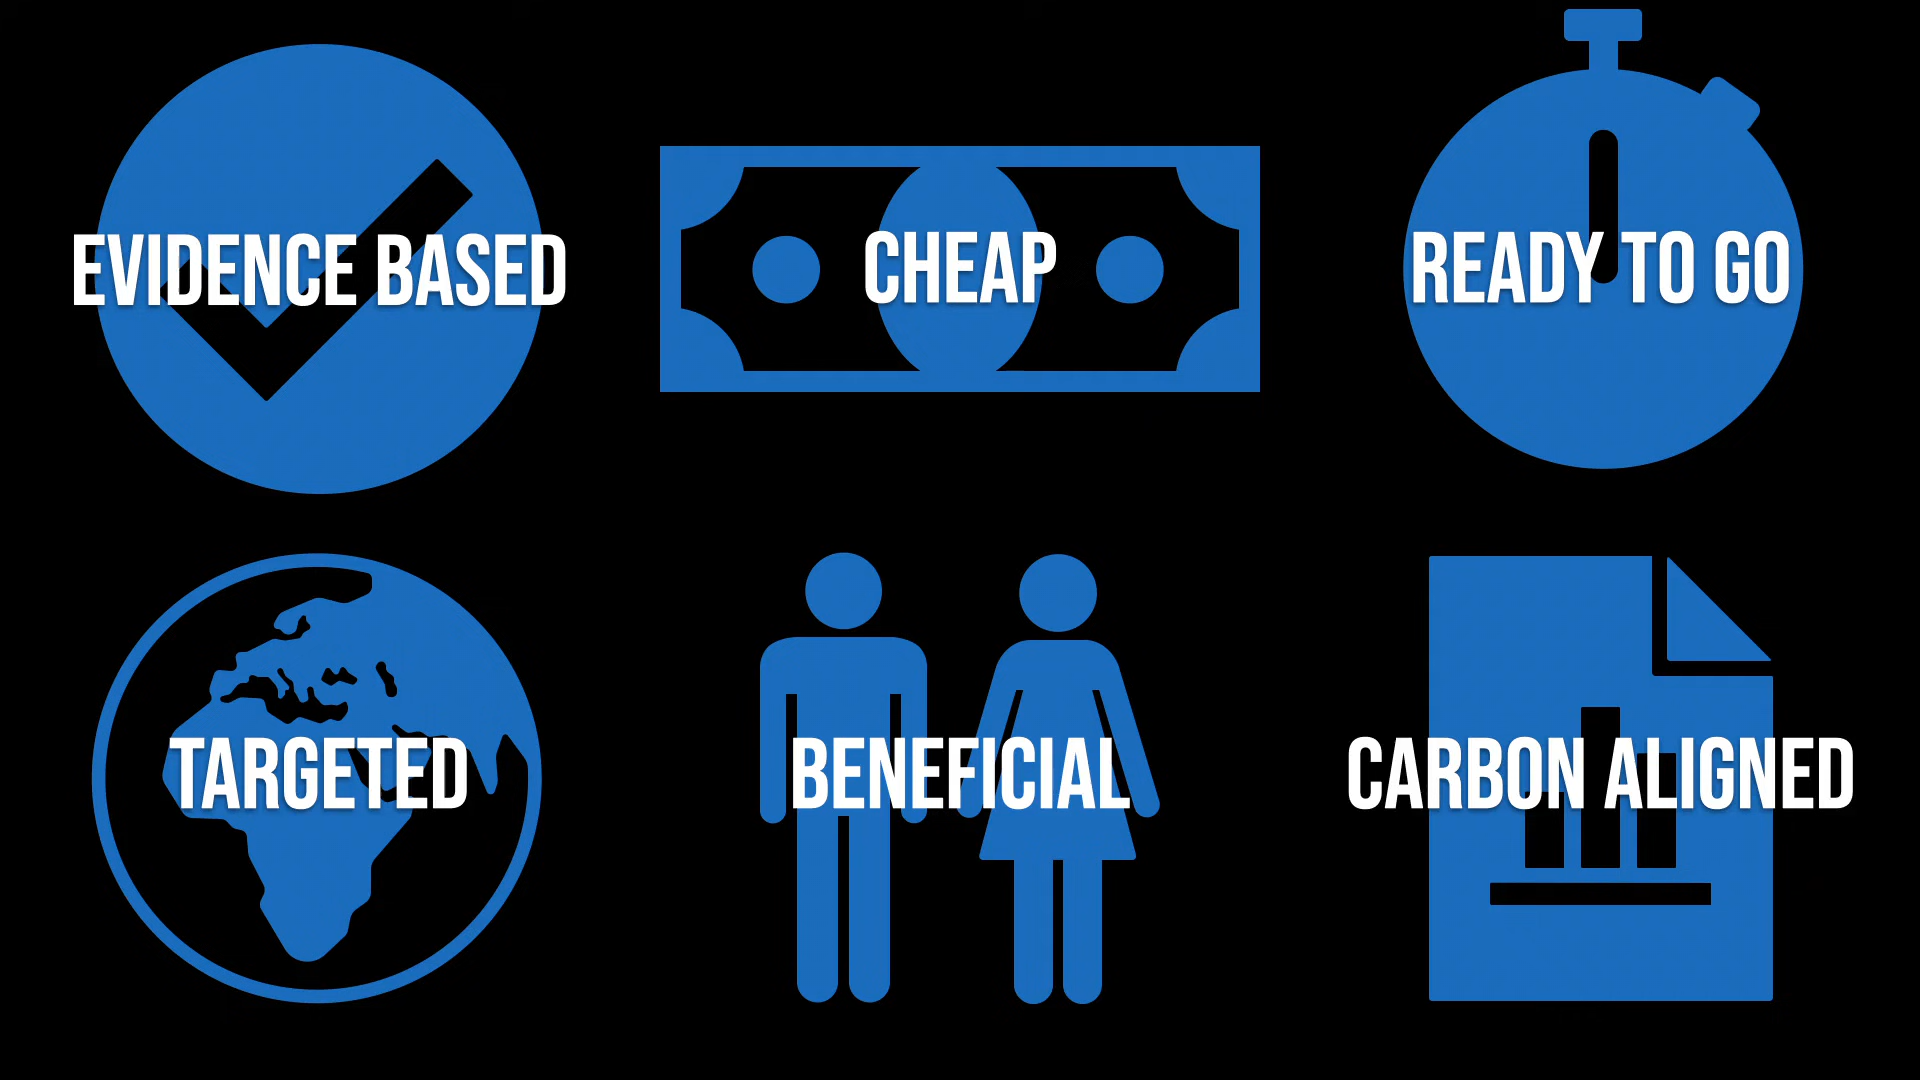 EVIDENCE BASED
CHEAP
READY TO GO
TARGETED
BENEFICIAL
CARBON ALIGNED